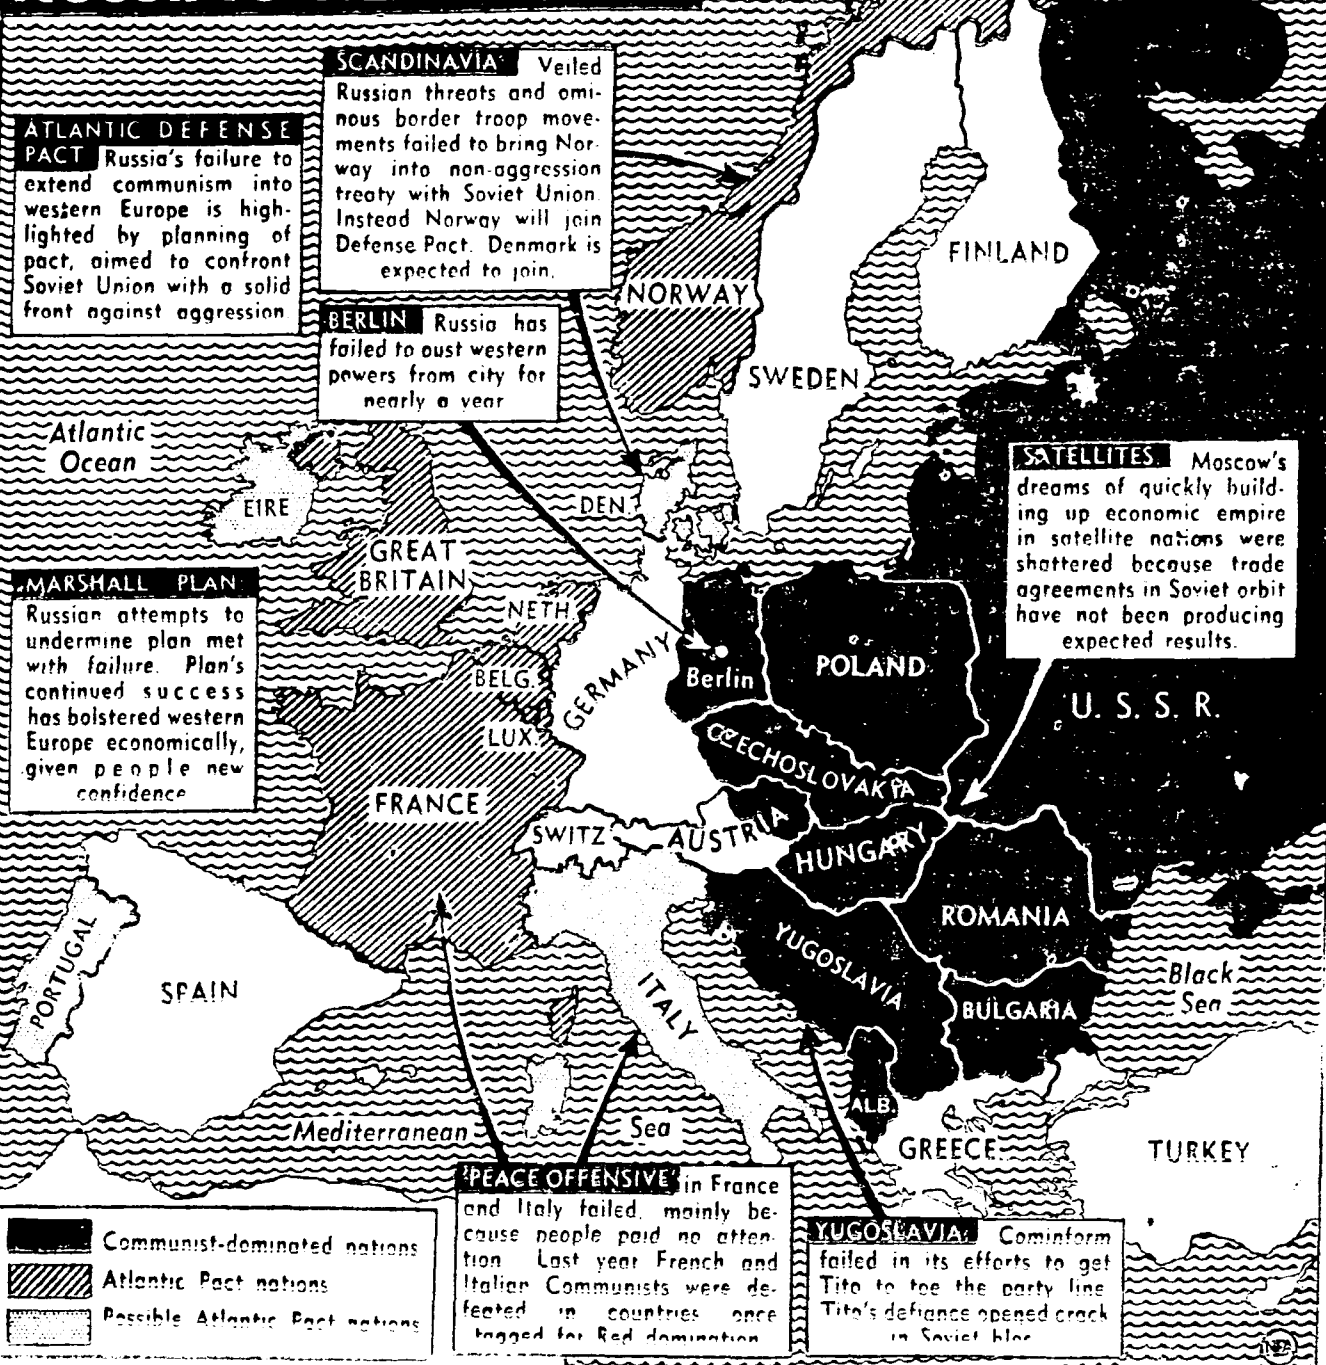 ATLANTIC DEFENSE
PACT Russia's failure to
extend communism into
western Europe is high-
lighted by planning of
pact, aimed to confront
Soviet Union with a solid
front against aggression
SCANDINAVIA: Veiled
Russian threats and omi-
nous border troop move-
ments failed to bring Nor-
way into non-aggression
treaty with Soviet Union.
Instead Norway will join
Defense Pact. Denmark is
expected to join.
BERLIN Russia has
failed to oust western
powers from city for
nearly a year
SATELLITES. Moscow's
dreams of quickly build-
ing up economic empire
in satellite nations were
shattered because trade
agreements in Soviet orbit
have not been producing
expected results.
MARSHALL PLAN:
Russian attempts to
undermine plan met
with failure. Plan's
continued success
has bolstered western
Europe economically,
given people new
confidence
Atlantic
Ocean
NORWAY
SWEDEN
FINLAND
EIRE
GREAT
BRITAIN
DEN.
NETH.
BELG.
LUX.
GERMANY
Berlin
POLAND
U. S. S. R.
CZECHOSLOVAKIA
FRANCE
SWITZ.
AUSTRIA
HUNGARY
ROMANIA
YUGOSLAVIA
BULGARIA
Black
Sea
PORTUGAL
SPAIN
ITALY
ALB.
GREECE
TURKEY
Mediterranean Sea
'PEACE OFFENSIVE' in France
and Italy failed, mainly be-
cause people paid no atten-
tion Last year French and
Italian Communists were de-
feated in countries once
tagged for Red domination
YUGOSLAVIA: Cominform
failed in its efforts to get
Tito to toe the party line
Tito's defiance opened crack
in Soviet bloc
Communist-dominated nations
Atlantic Pact nations
Possible Atlantic Pact nations
NEA